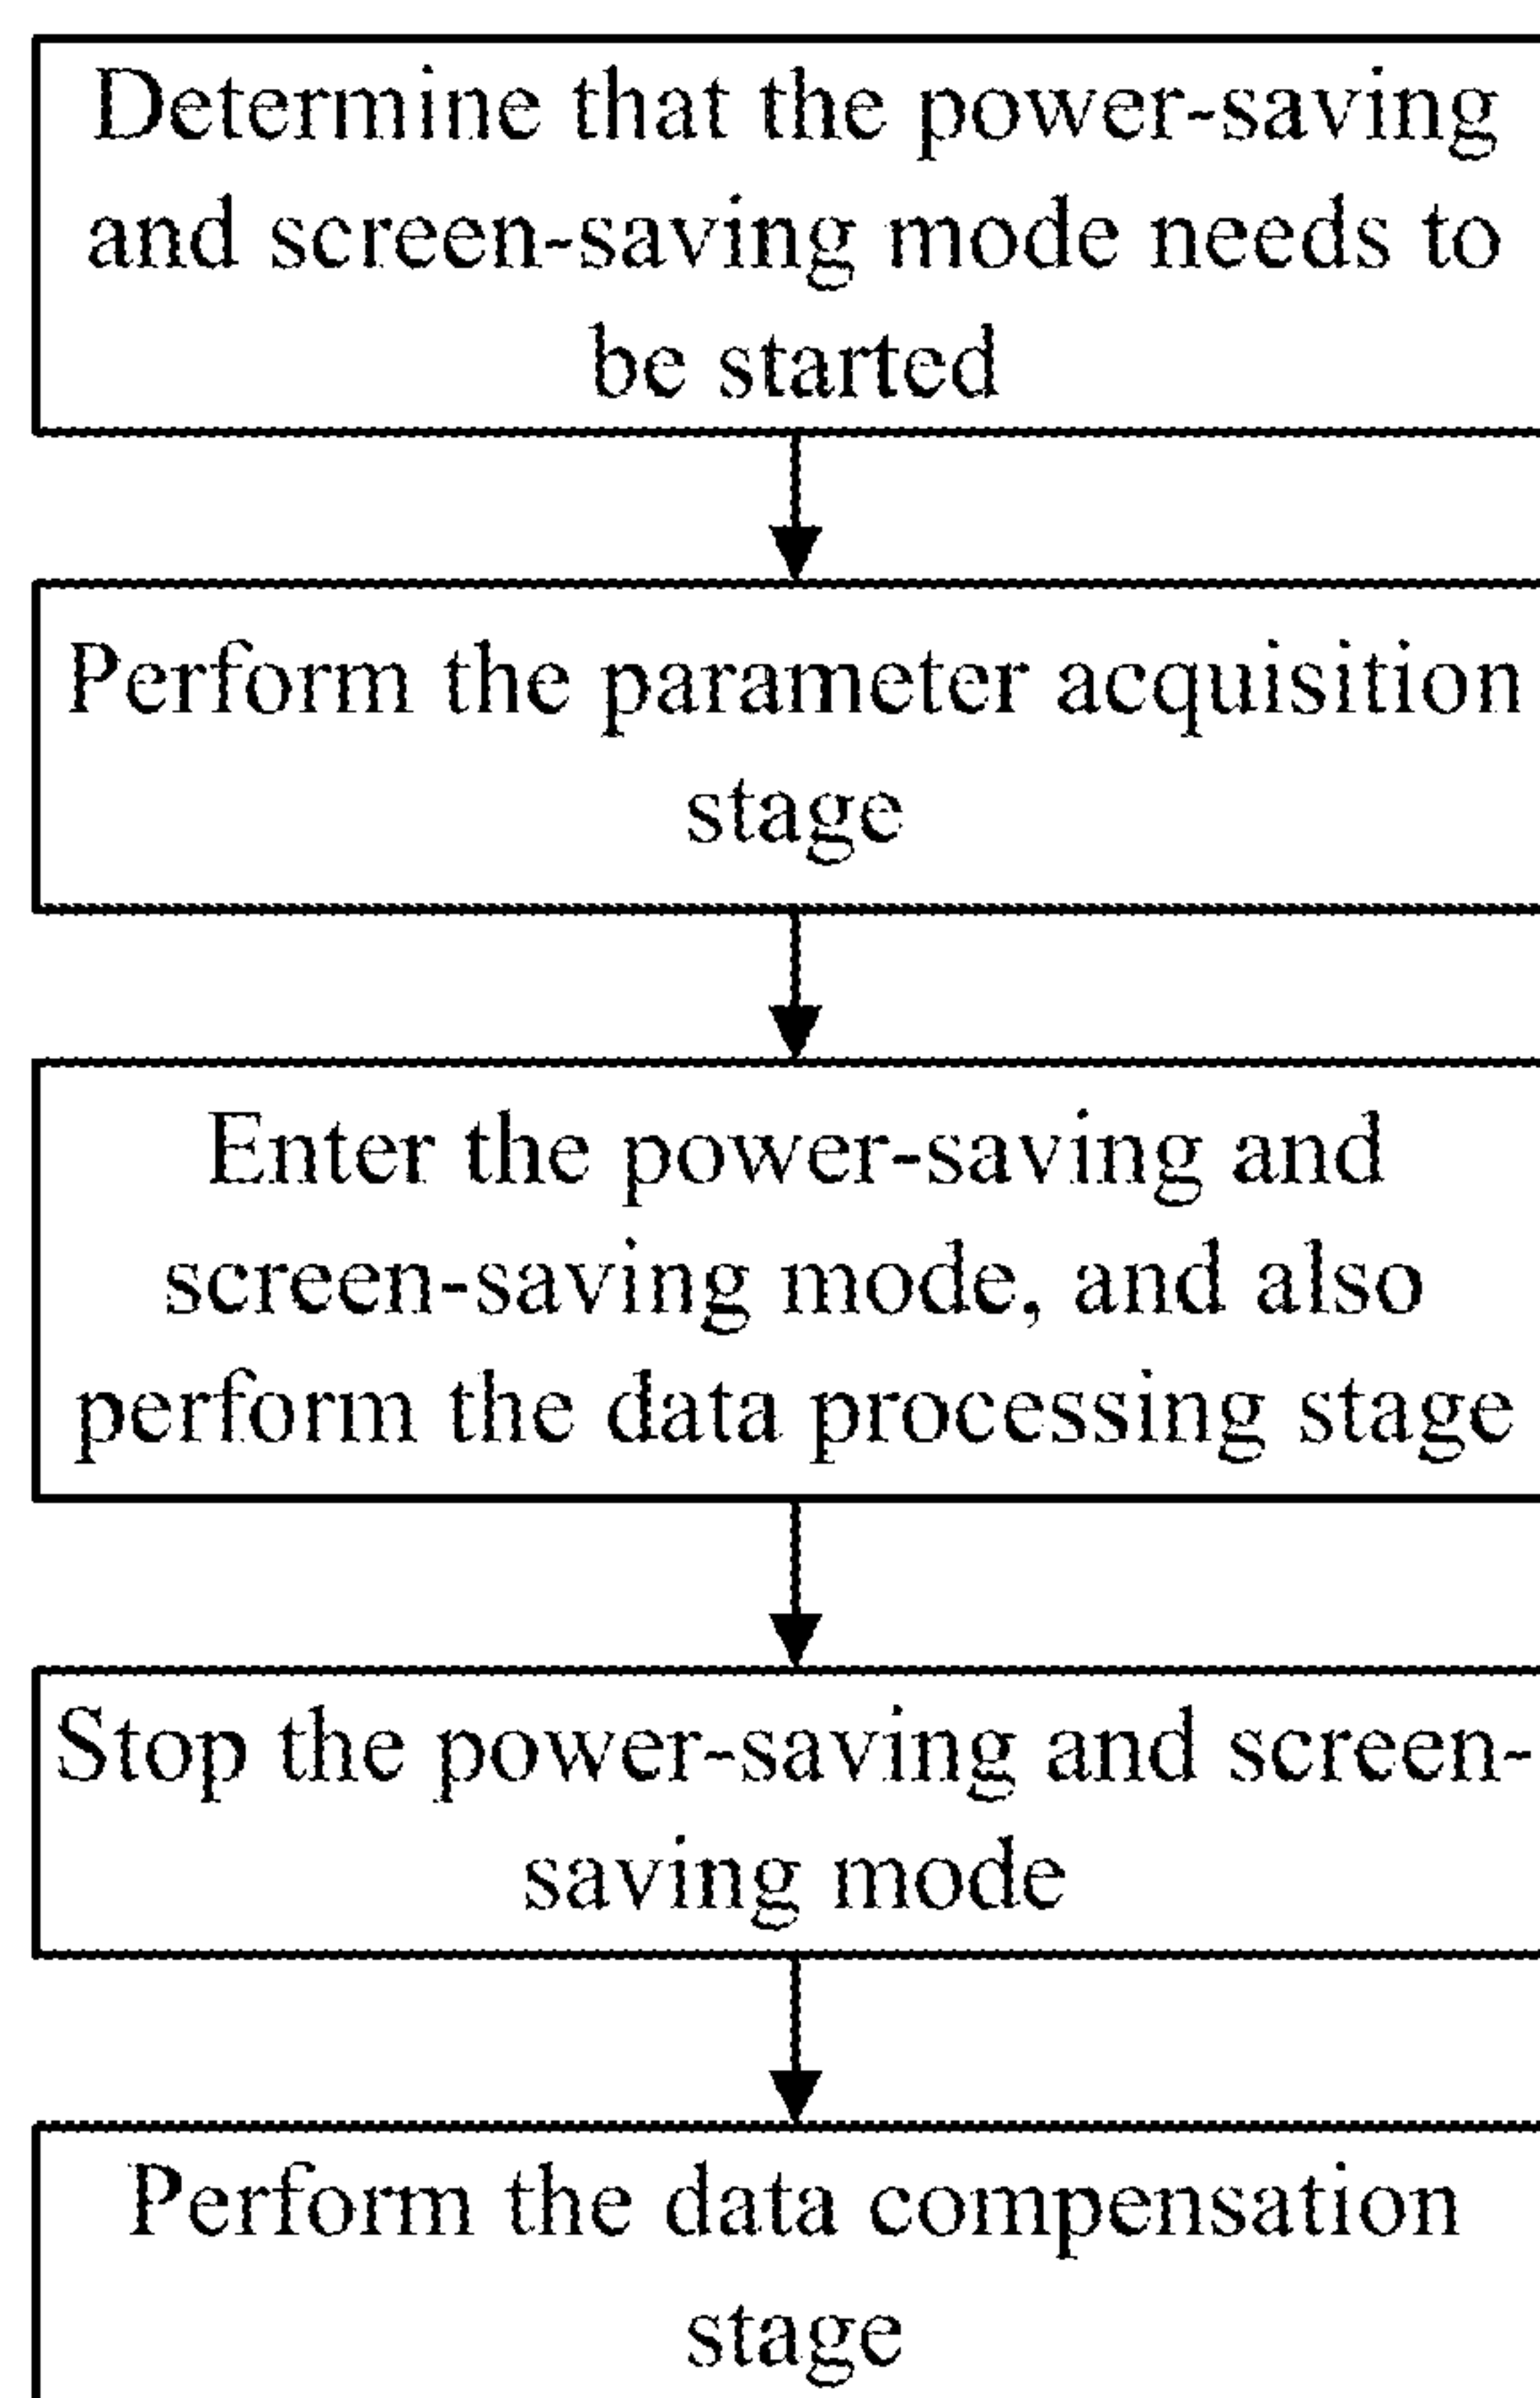 Determine that the power-saving
and screen-saving mode needs to
be started
Perform the parameter acquisition
stage
Enter the power-saving and
screen-saving mode, and also
perform the data processing stage
Stop the power-saving and screen-
saving mode
Perform the data compensation
stage